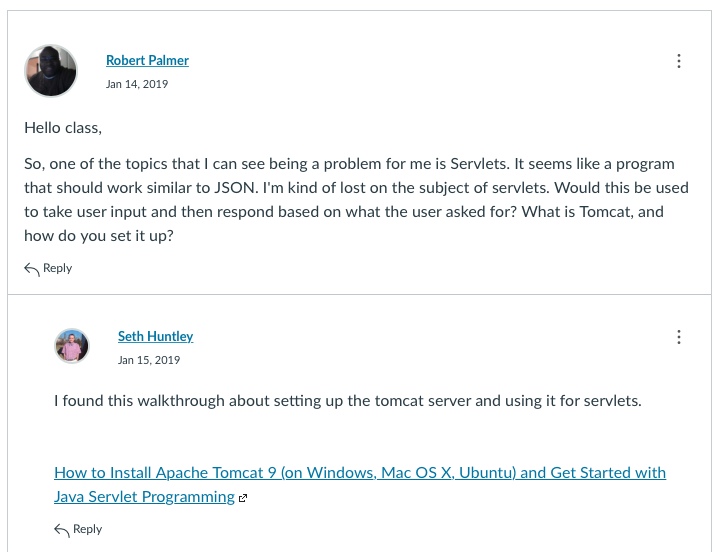 Robert Palmer
Jan 14, 2019
Hello class,
So, one of the topics that I can see being a problem for me is Servlets. It seems like a program
that should work similar to JSON. I'm kind of lost on the subject of servlets. Would this be used
to take user input and then respond based on what the user asked for? What is Tomcat, and
how do you set it up?
Reply
Seth Huntley
Jan 15, 2019
I found this walkthrough about setting up the tomcat server and using it for servlets.
How to Install Apache Tomcat 9 (on Windows, Mac OS X, Ubuntu) and Get Started with
Java Servlet Programming
Reply